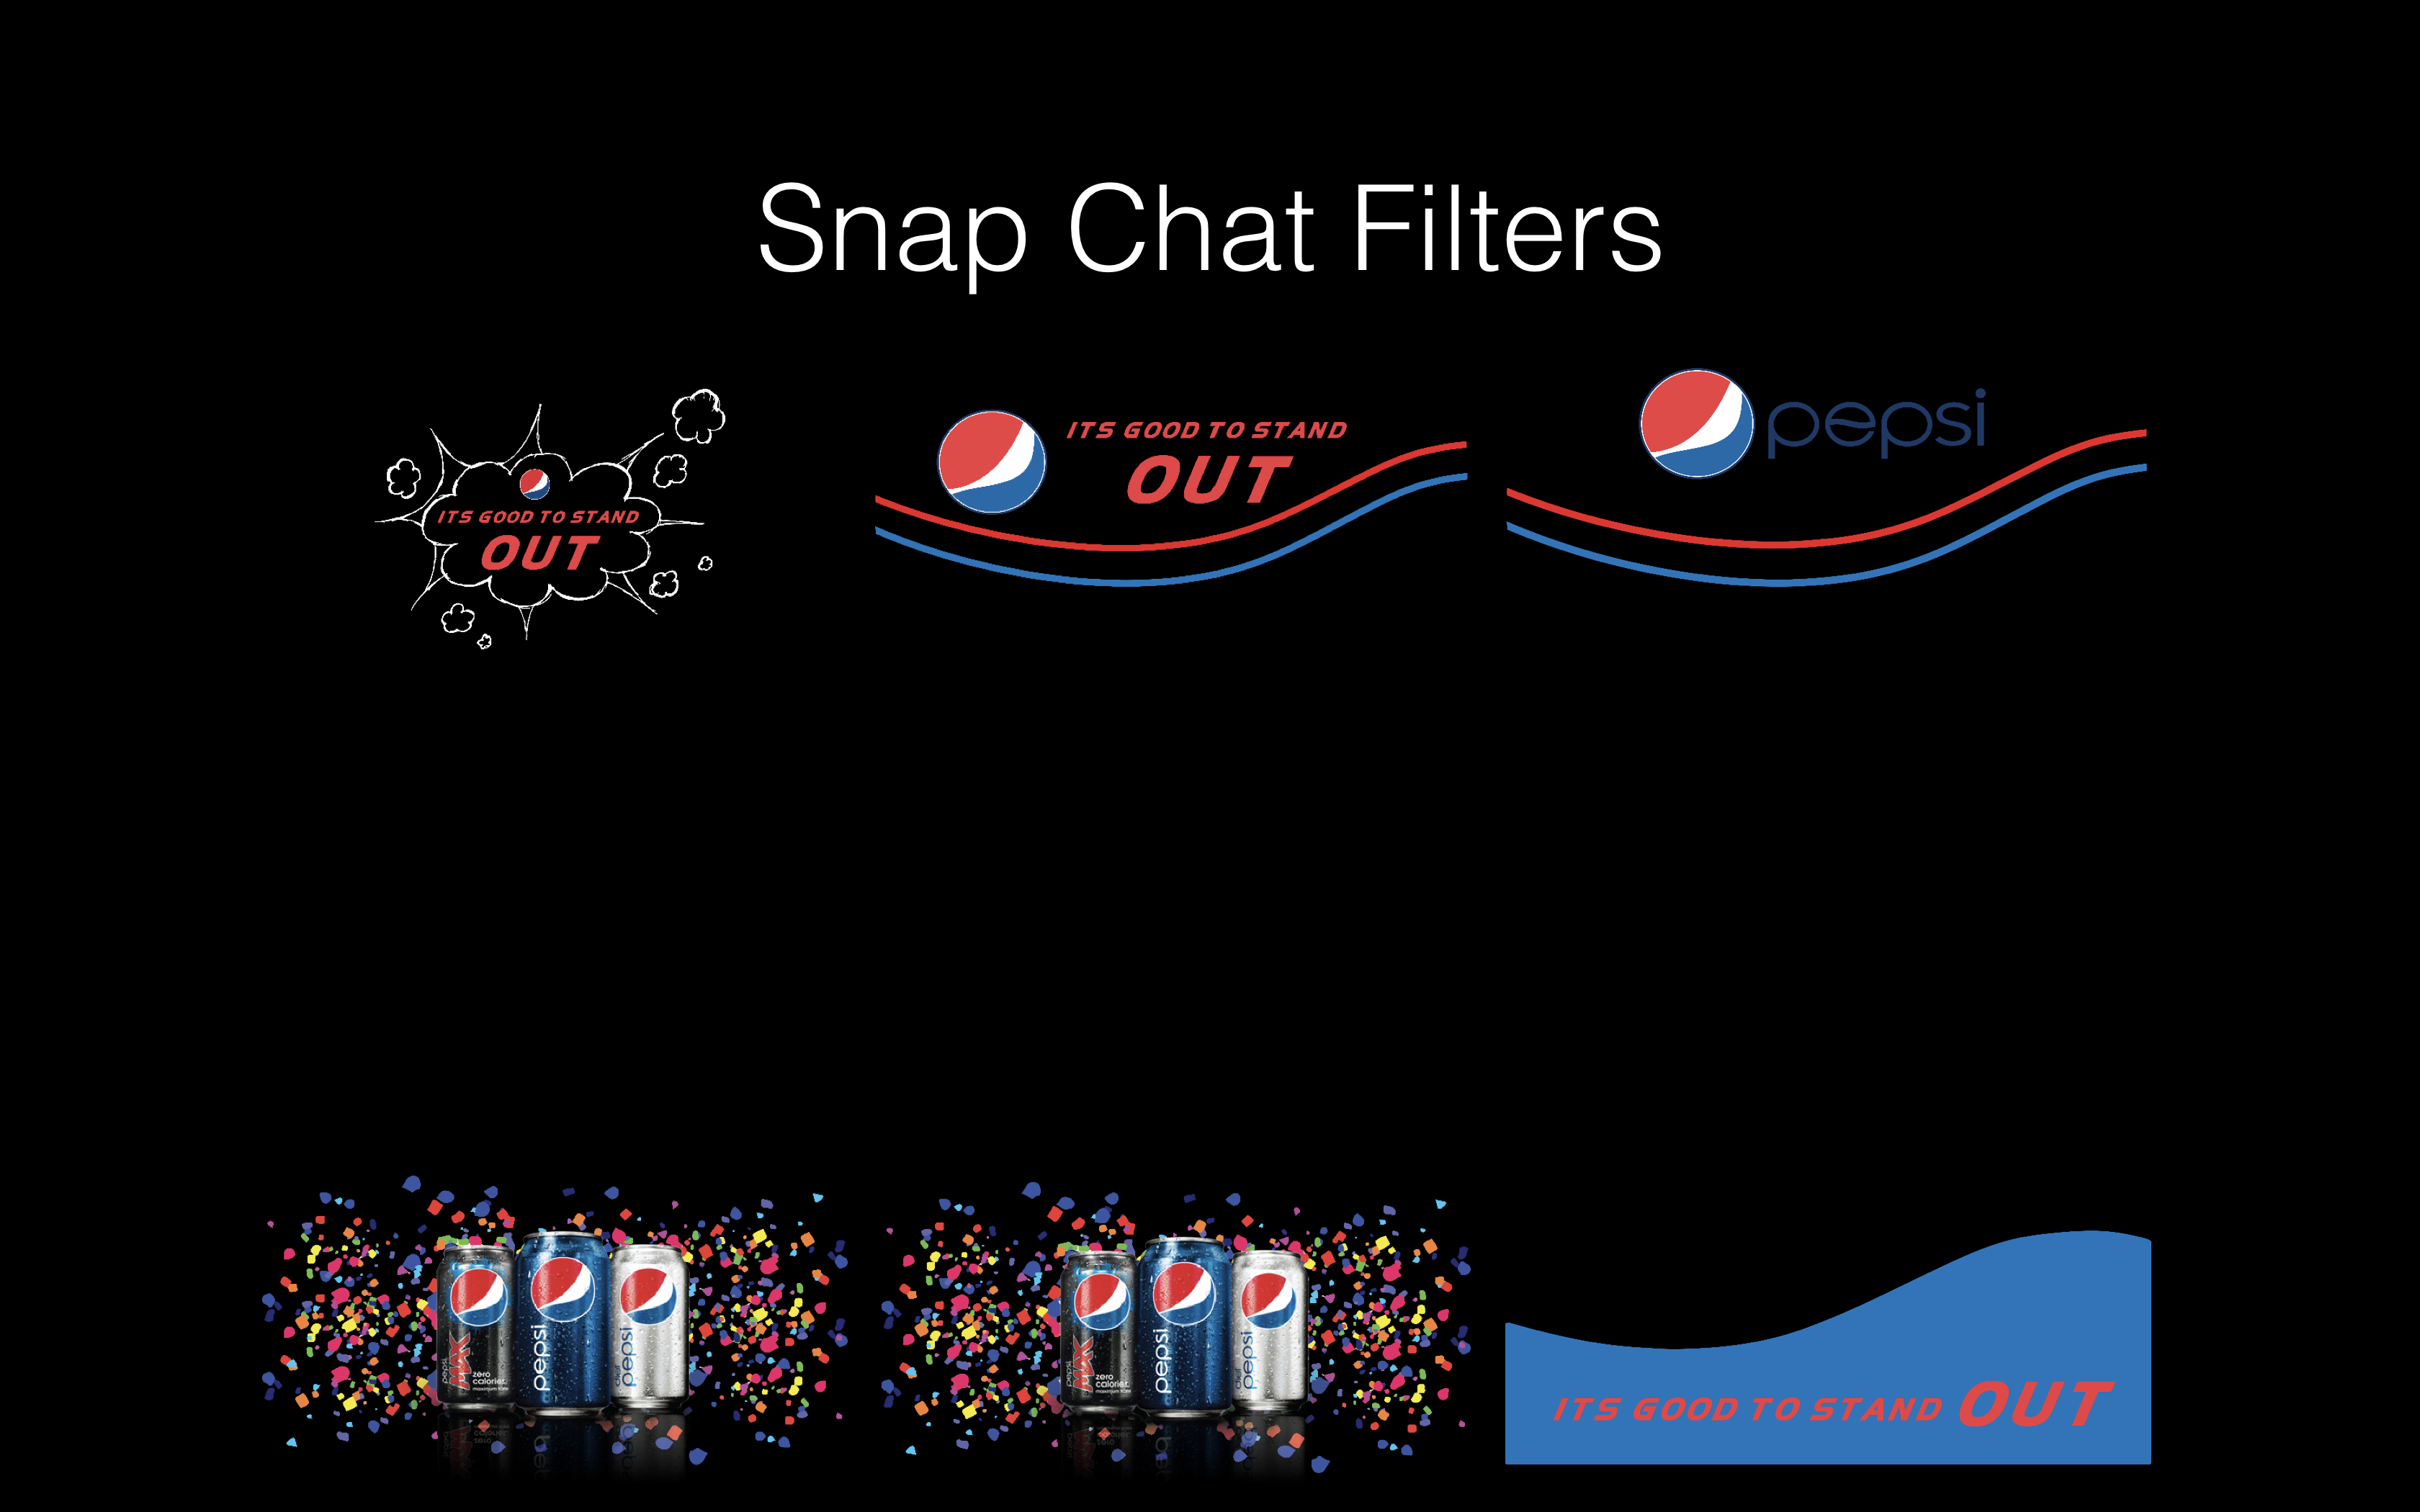 Snap Chat Filters
ITS GOOD TO STAND
OUT
ITS GOOD TO STAND
OUT
pepsi
pepsi
MAX
zero
calories
pepsi
diet
pepsi
pepsi
MAX
zero
calories
pepsi
diet
pepsi
ITS GOOD TO STAND OUT